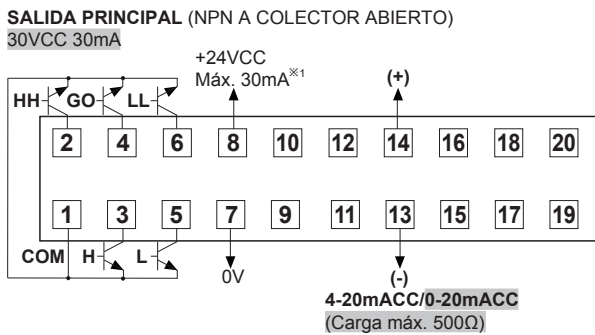 SALIDA PRINCIPAL (NPN A COLECTOR ABIERTO)
30VCC 30mA
+24VCC
Máx. 30mA※1
(+)
HH GO LL
2 4 6 8 10 12 14 16 18 20
1 3 5 7 9 11 13 15 17 19
COM H L
0V
(-)
4-20mACC/0-20mACC
(Carga máx. 500Ω)